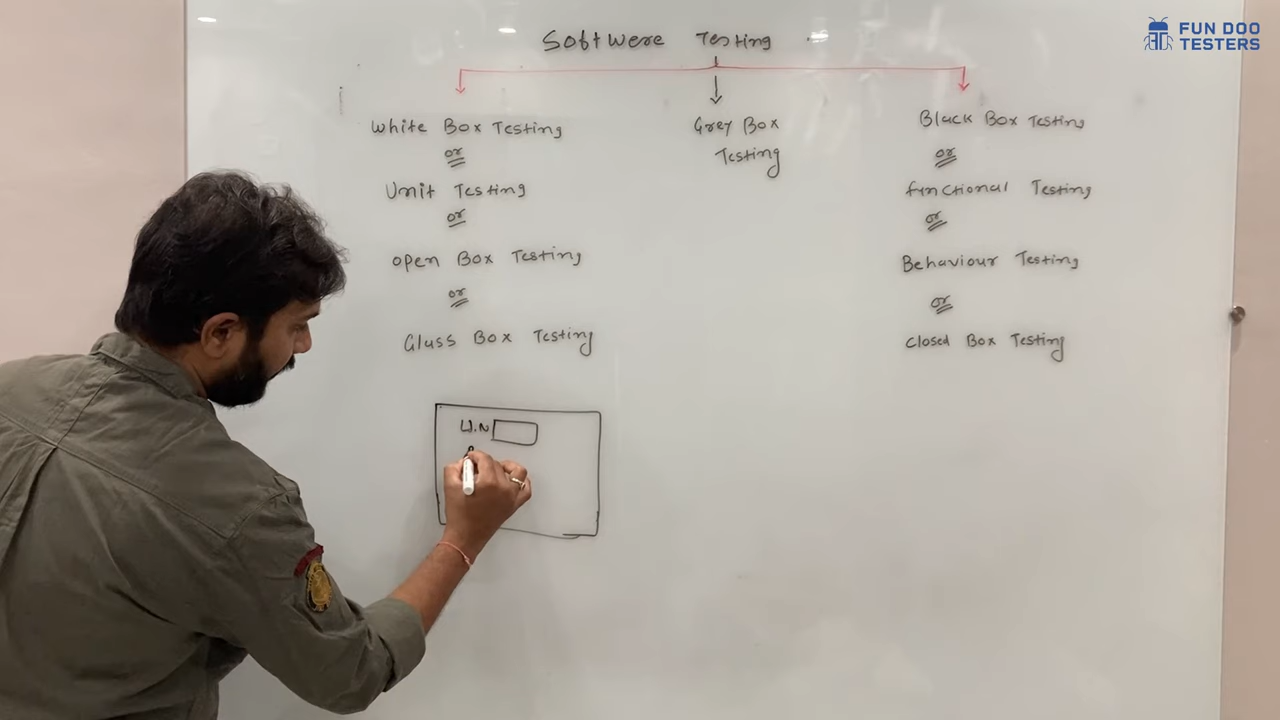 Softwere Testing
FUN DOO
TESTERS
White Box Testing
or
Unit Testing
or
open Box Testing
or
Glass Box Testing
Grey Box
Testing
Black Box Testing
or
functional Testing
or
Behaviour Testing
or
closed Box Testing
U.N